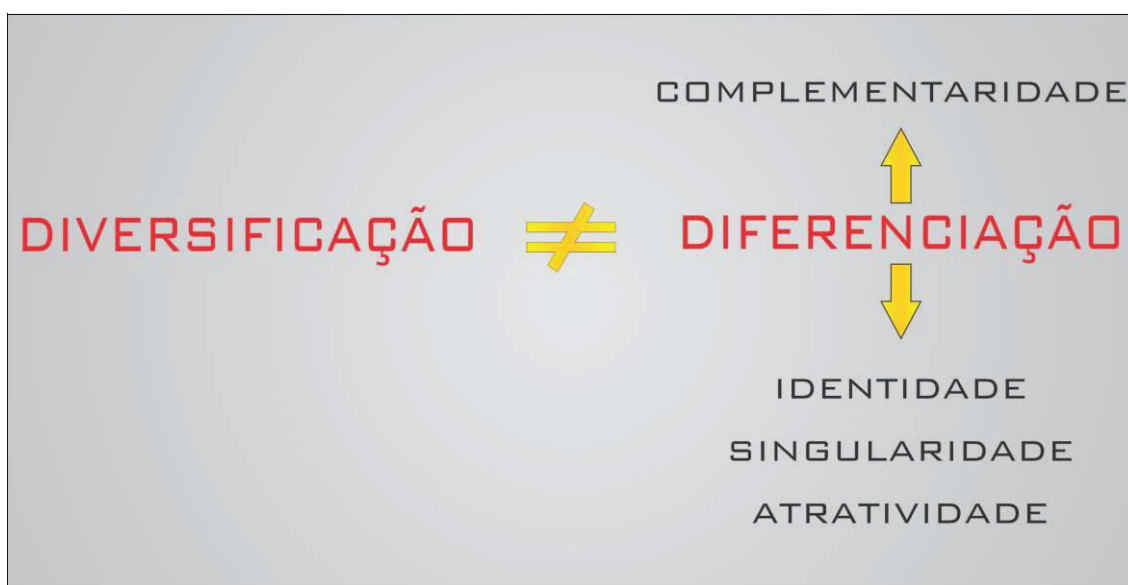 COMPLEMENTARIDADE
DIVERSIFICAÇÃO ≠ DIFERENCIAÇÃO
IDENTIDADE
SINGULARIDADE
ATRATIVIDADE